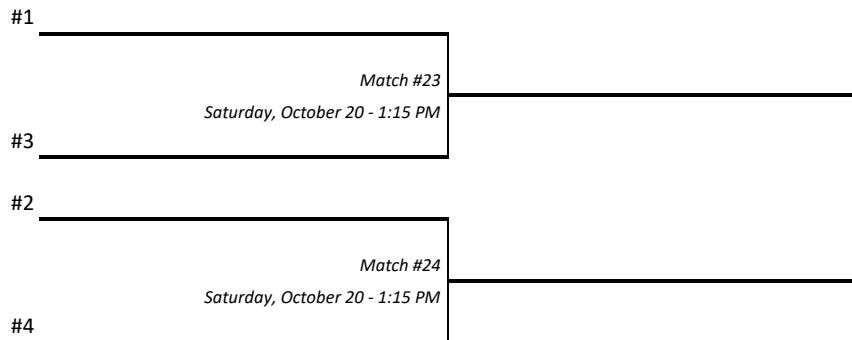 #1
Match #23
Saturday, October 20 - 1:15 PM
#3
#2
Match #24
Saturday, October 20 - 1:15 PM
#4